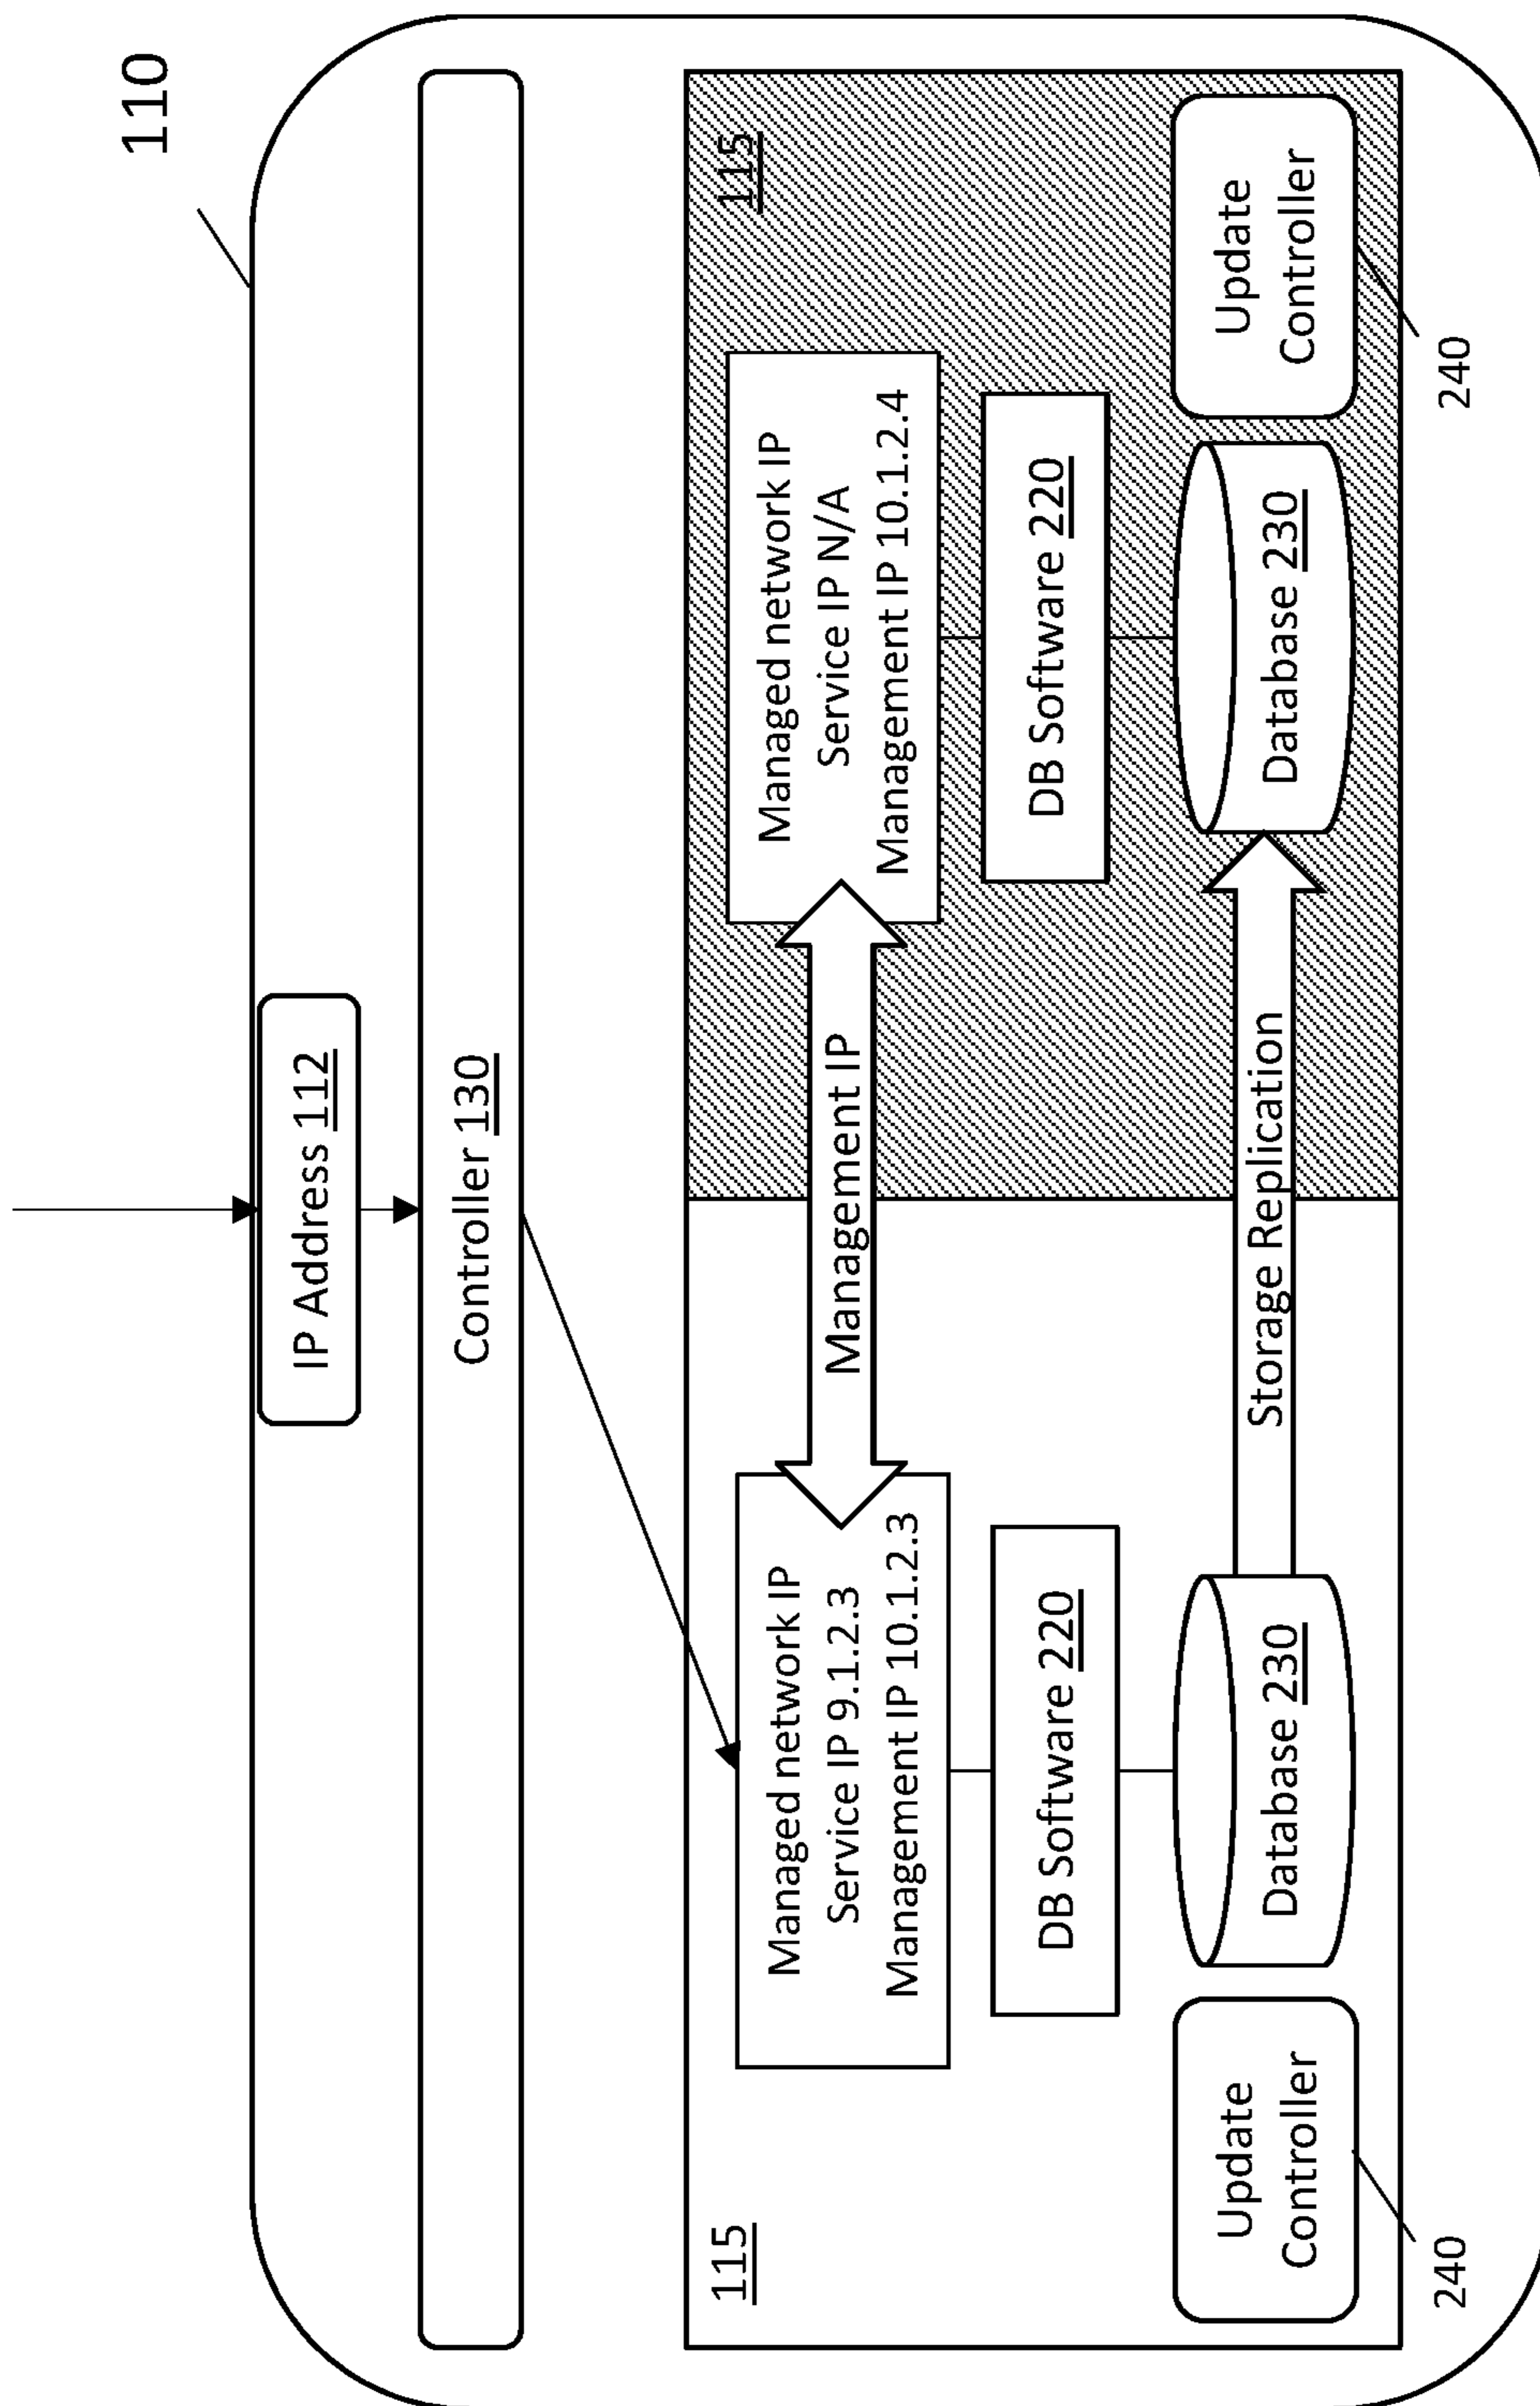 110
IP Address 112
Controller 130
115
Managed network IP
Service IP 9.1.2.3
Management IP 10.1.2.3
DB Software 220
Database 230
Update
Controller
240
Management IP
Storage Replication
115
Managed network IP
Service IP N/A
Management IP 10.1.2.4
DB Software 220
Database 230
Update
Controller
240